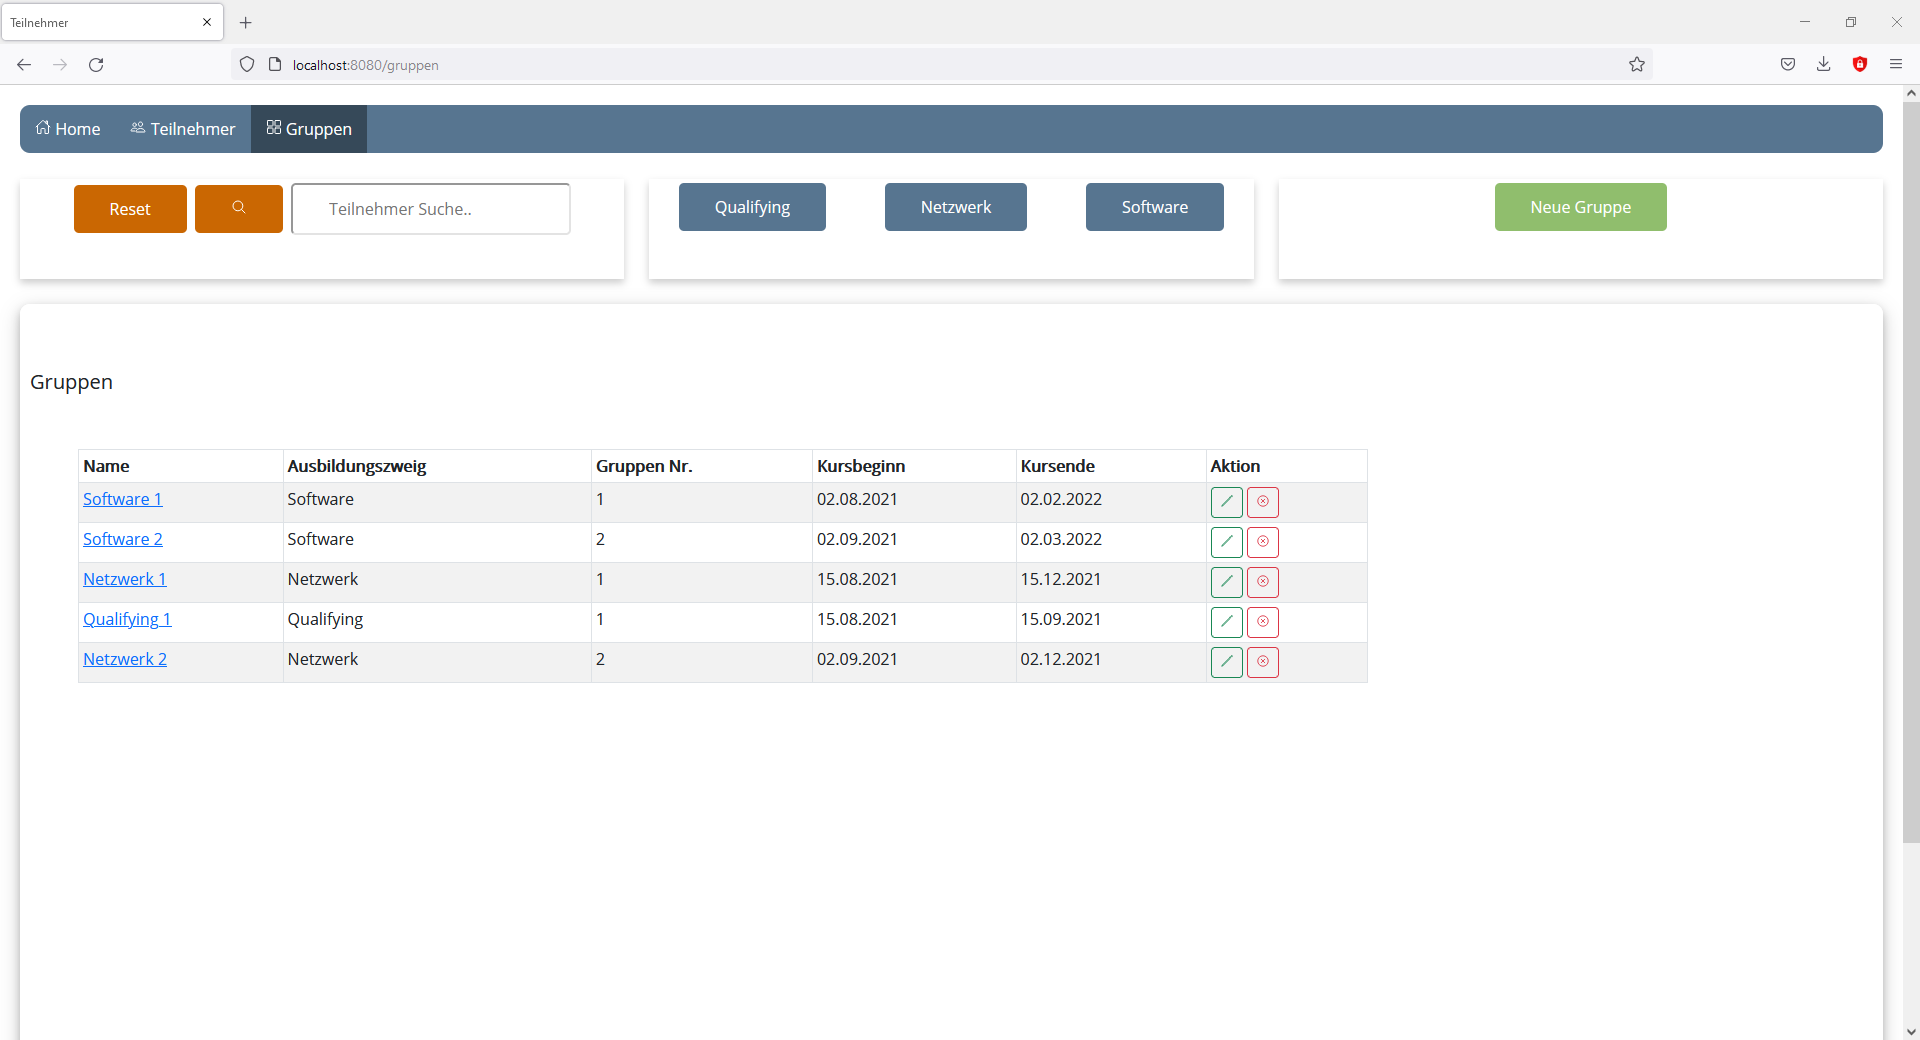 Teilnehmer
localhost:8080/gruppen
Home Teilnehmer Gruppen
Reset Teilnehmer Suche.. Qualifying Netzwerk Software Neue Gruppe
Gruppen
Name Ausbildungszweig Gruppen Nr. Kursbeginn Kursende Aktion
Software 1 Software 1 02.08.2021 02.02.2022
Software 2 Software 2 02.09.2021 02.03.2022
Netzwerk 1 Netzwerk 1 15.08.2021 15.12.2021
Qualifying 1 Qualifying 1 15.08.2021 15.09.2021
Netzwerk 2 Netzwerk 2 02.09.2021 02.12.2021